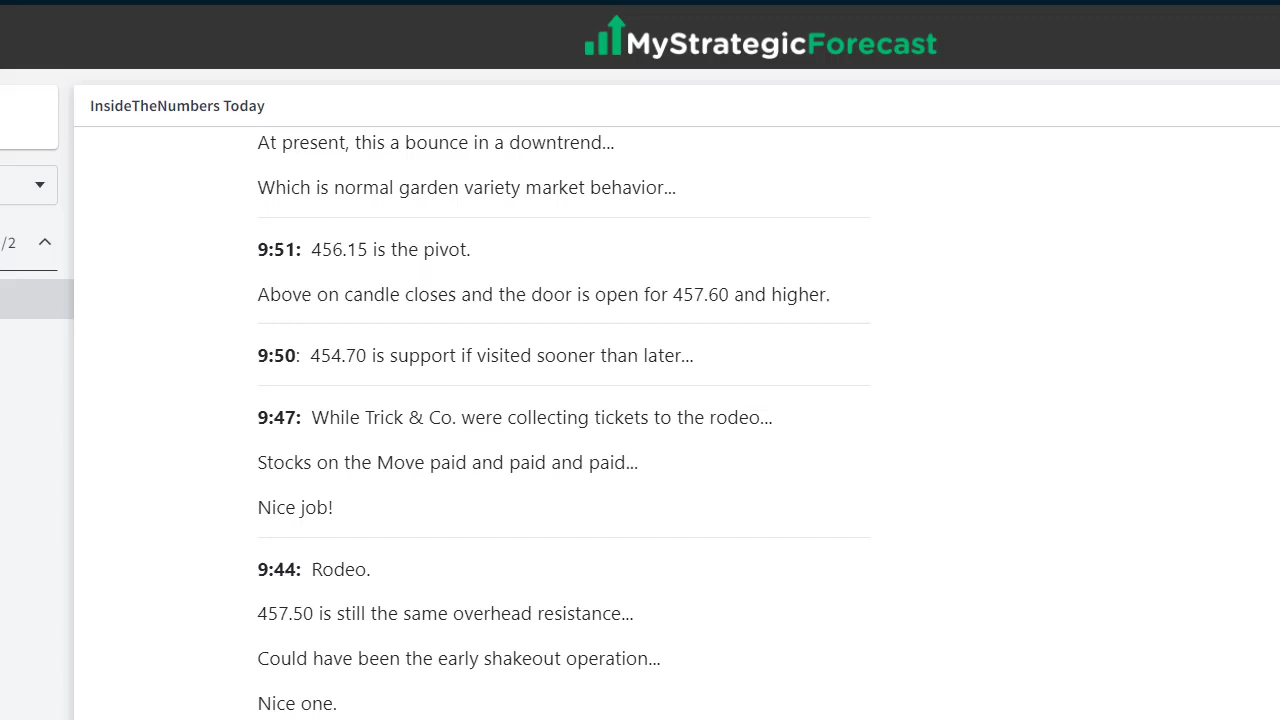 MyStrategicForecast
InsideTheNumbers Today
At present, this a bounce in a downtrend...
Which is normal garden variety market behavior...
/2
9:51: 456.15 is the pivot.
Above on candle closes and the door is open for 457.60 and higher.
9:50: 454.70 is support if visited sooner than later...
9:47: While Trick & Co. were collecting tickets to the rodeo...
Stocks on the Move paid and paid and paid...
Nice job!
9:44: Rodeo.
457.50 is still the same overhead resistance...
Could have been the early shakeout operation...
Nice one.